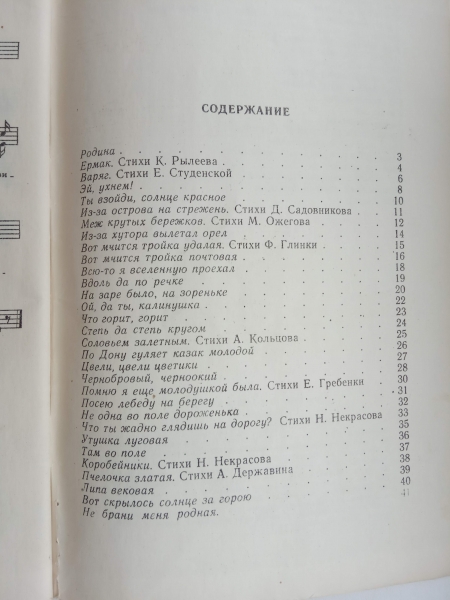 СОДЕРЖАНИЕ
Родина . . . . . . . . 3
Ермак. Стихи К. Рылеева . . . . . . 4
Варяг. Стихи Е. Студенской . . . . . . 6
Эй, ухнем! . . . . . . . . 8
Ты взойди, солнце красное . . . . . . 10
Из-за острова на стрежень. Стихи Д. Садовникова . . 11
Меж крутых бережков. Стихи М. Ожегова . . . 12
Из-за хутора вылетал орел . . . . . . 14
Вот мчится тройка удалая. Стихи Ф. Глинки . . . 15
Вот мчится тройка почтовая . . . . . . 16
Всю-то я вселенную проехал . . . . . . 18
Вдоль да по речке . . . . . . . 19
На заре было, на зореньке . . . . . . 20
Ой, да ты, калинушка . . . . . . . 22
Что горит, горит . . . . . . . 23
Степь да степь кругом . . . . . . . 24
Соловьем залетным. Стихи А. Кольцова . . . . 25
По Дону гуляет казак молодой . . . . . . 26
Цвели, цвели цветики . . . . . . . 27
Чернобровый, черноокий . . . . . . . 28
Помню я еще молодушкой была. Стихи Е. Гребенки . . 30
Посею лебеду на берегу . . . . . . . 31
Не одна во поле дороженька . . . . . . 32
Что ты жадно глядишь на дорогу? Стихи Н. Некрасова . 33
Утушка луговая . . . . . . . . 35
Там во поле . . . . . . . . 36
Коробейники. Стихи Н. Некрасова . . . . . 37
Пчелочка златая. Стихи А. Державина . . . . 38
Липа вековая . . . . . . . . 39
Вот скрылось солнце за горою . . . . . . 40
Не брани меня родная. . . . . . . 41